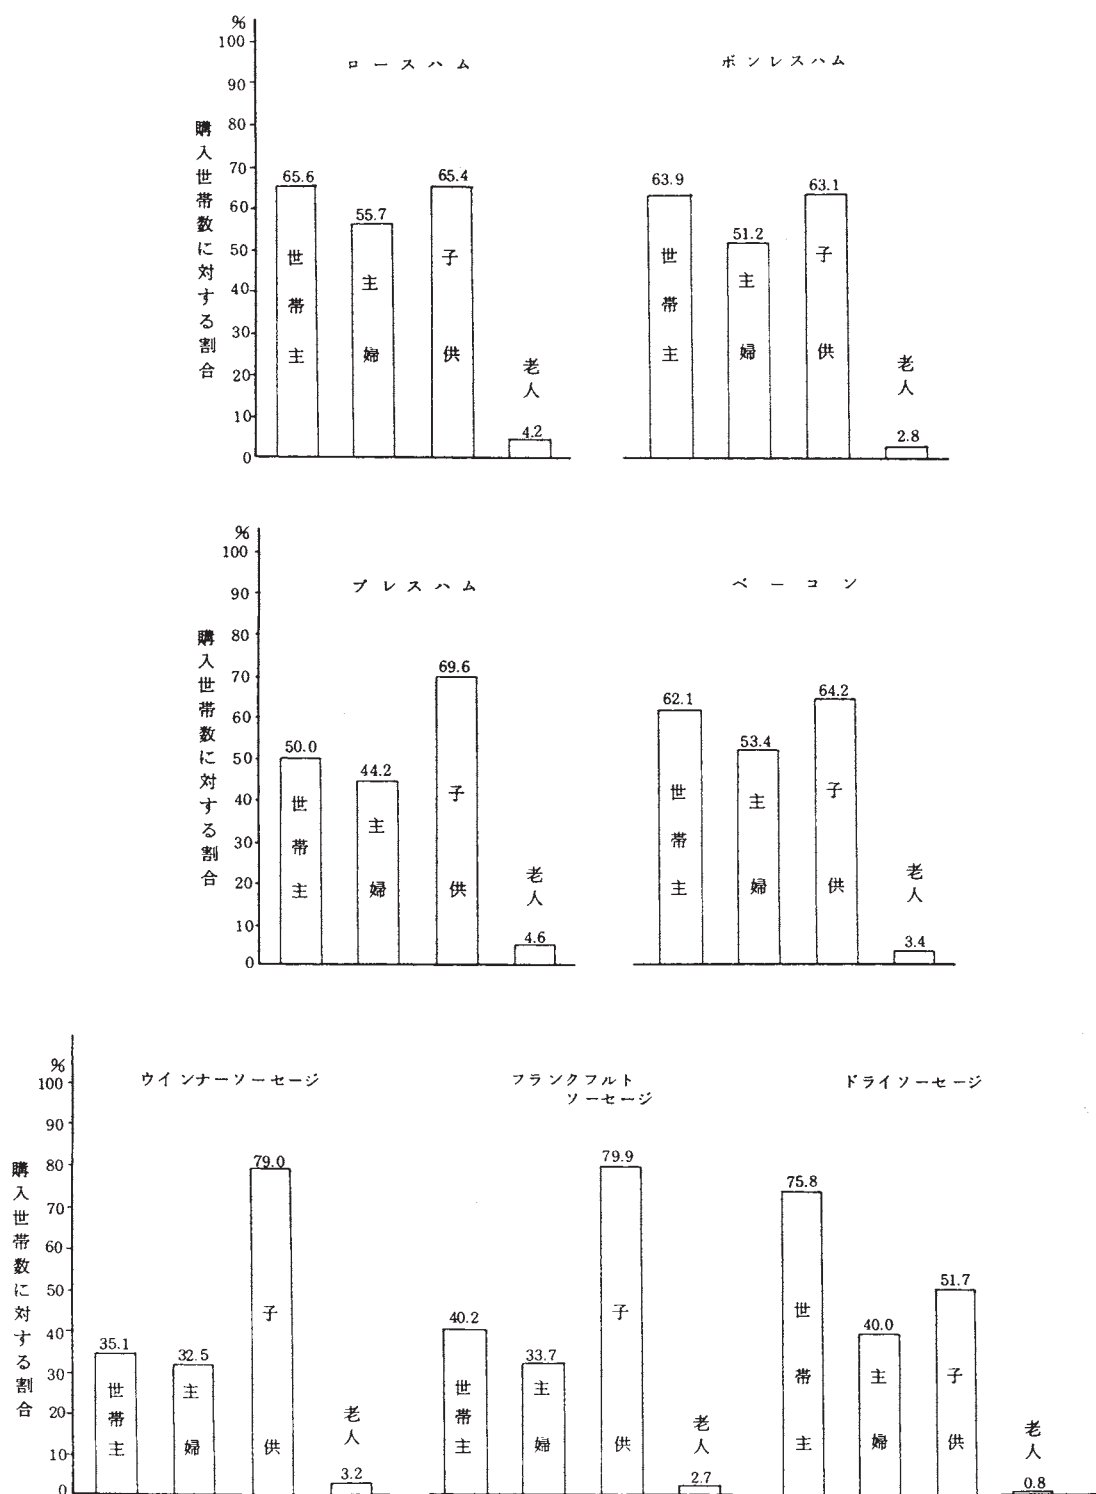 %
100
90
80
70
60
50
40
30
20
10
0
購入世帯数に対する割合
ロースハム
65.6
世帯主
55.7
主婦
65.4
子供
4.2
老人
ボンレスハム
63.9
世帯主
51.2
主婦
63.1
子供
2.8
老人
%
100
90
80
70
60
50
40
30
20
10
0
購入世帯数に対する割合
プレスハム
50.0
世帯主
44.2
主婦
69.6
子供
4.6
老人
ベーコン
62.1
世帯主
53.4
主婦
64.2
子供
3.4
老人
%
100
90
80
70
60
50
40
30
20
10
0
購入世帯数に対する割合
ウインナーソーセージ
35.1
世帯主
32.5
主婦
79.0
子供
3.2
老人
フランクフルト
ソーセージ
40.2
世帯主
33.7
主婦
79.9
子供
2.7
老人
ドライソーセージ
75.8
世帯主
40.0
主婦
51.7
子供
0.8
老人